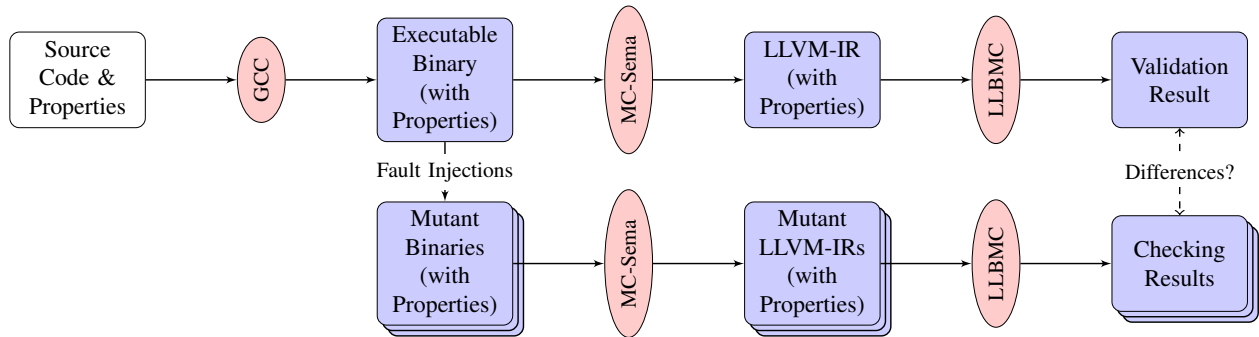 Source
Code &
Properties
GCC
Executable
Binary
(with
Properties)
MC-Sema
LLVM-IR
(with
Properties)
LLBMC
Validation
Result
Fault Injections
Differences?
Mutant
Binaries
(with
Properties)
MC-Sema
Mutant
LLVM-IRs
(with
Properties)
LLBMC
Checking
Results